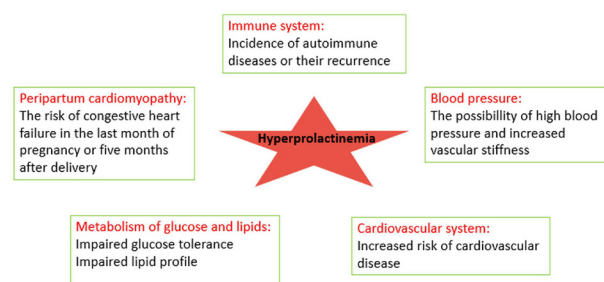 Immune system:
Incidence of autoimmune
diseases or their recurrence
Peripartum cardiomyopathy:
The risk of congestive heart
failure in the last month of
pregnancy or five months
after delivery
Blood pressure:
The possibillity of high blood
pressure and increased
vascular stiffness
Hyperprolactinemia
Metabolism of glucose and lipids:
Impaired glucose tolerance
Impaired lipid profile
Cardiovascular system:
Increased risk of cardiovascular
disease